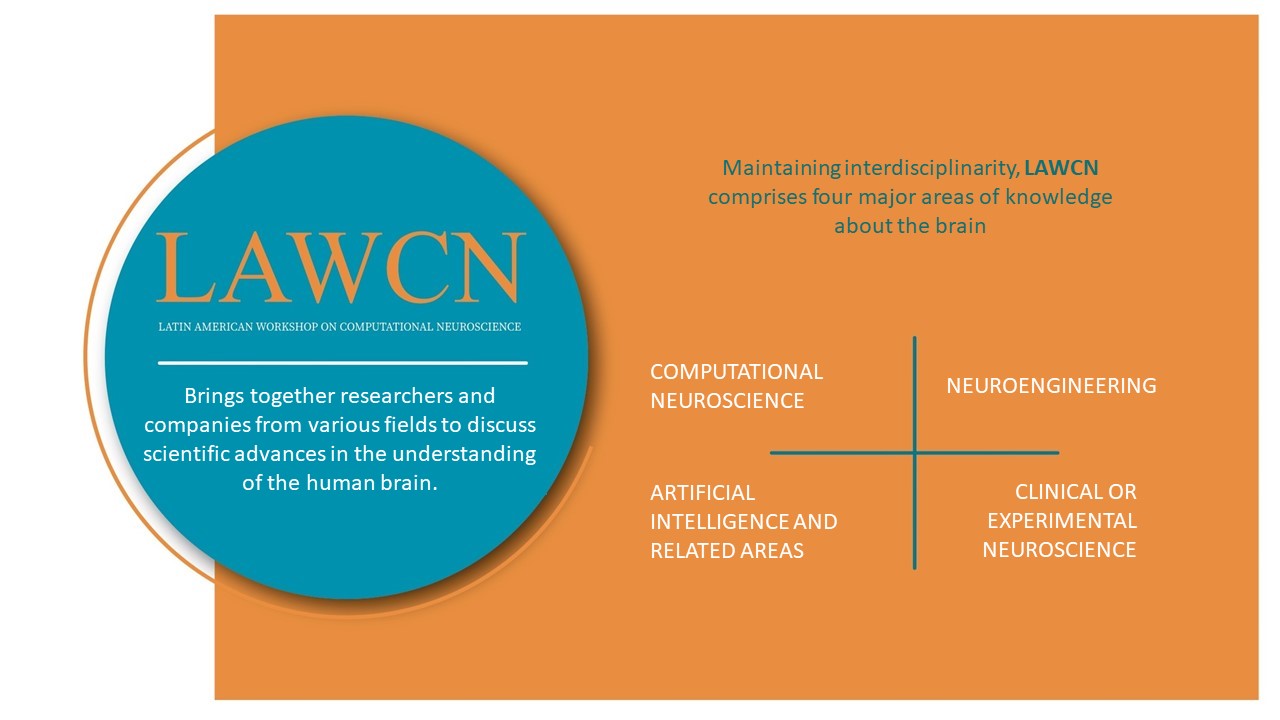 LAWCN
LATIN AMERICAN WORKSHOP ON COMPUTATIONAL NEUROSCIENCE
Brings together researchers and
companies from various fields to discuss
scientific advances in the understanding
of the human brain.
Maintaining interdisciplinarity, LAWCN
comprises four major areas of knowledge
about the brain
COMPUTATIONAL
NEUROSCIENCE
NEUROENGINEERING
ARTIFICIAL
INTELLIGENCE AND
RELATED AREAS
CLINICAL OR
EXPERIMENTAL
NEUROSCIENCE